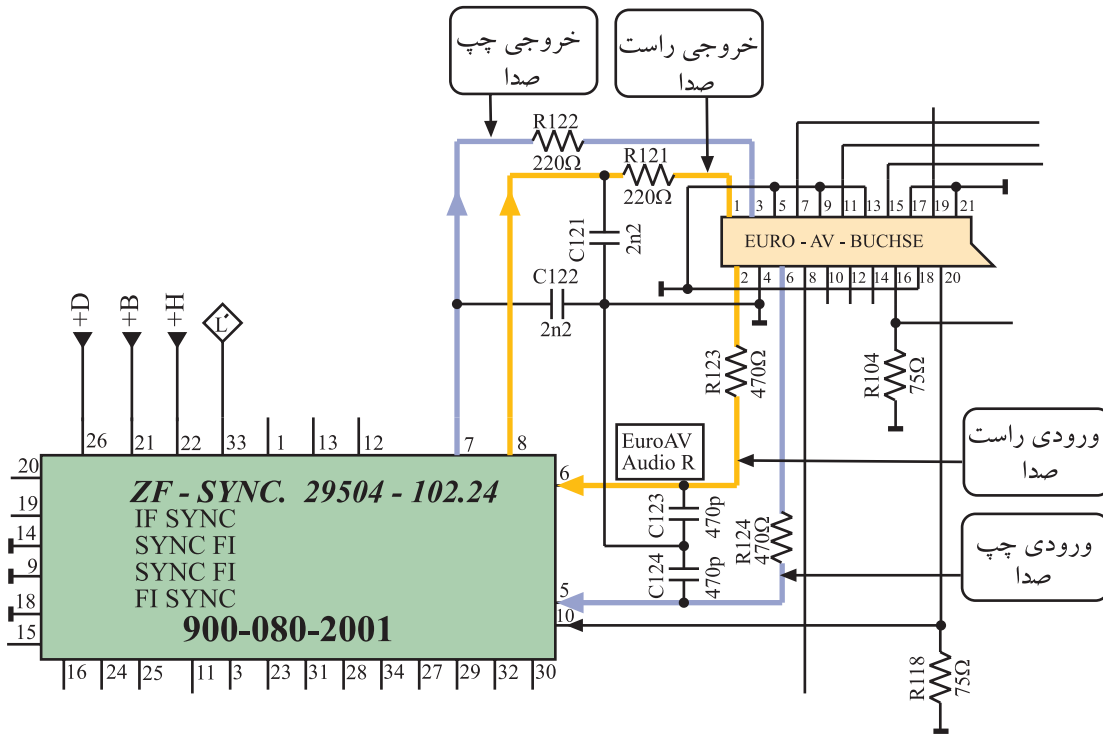 خروجی چپ
صدا
خروجی راست
صدا
R122
220Ω
R121
220Ω
C121
2n2
C122
2n2
1 3 5 7 9 11 13 15 17 19 21
EURO - AV - BUCHSE
2 4 6 8 10 12 14 16 18 20
+D
+B
+H
L'
R123
470Ω
R104
75Ω
ورودی راست
صدا
EuroAV
Audio R
26 21 22 33 1 13 12 7 8
20
19
14
9
18
15
ZF - SYNC. 29504 - 102.24
IF SYNC
SYNC FI
SYNC FI
FI SYNC
900-080-2001
6
5
10
C123
470p
C124
470p
R124
470Ω
ورودی چپ
صدا
R118
75Ω
16 24 25 11 3 23 31 28 34 27 29 32 30